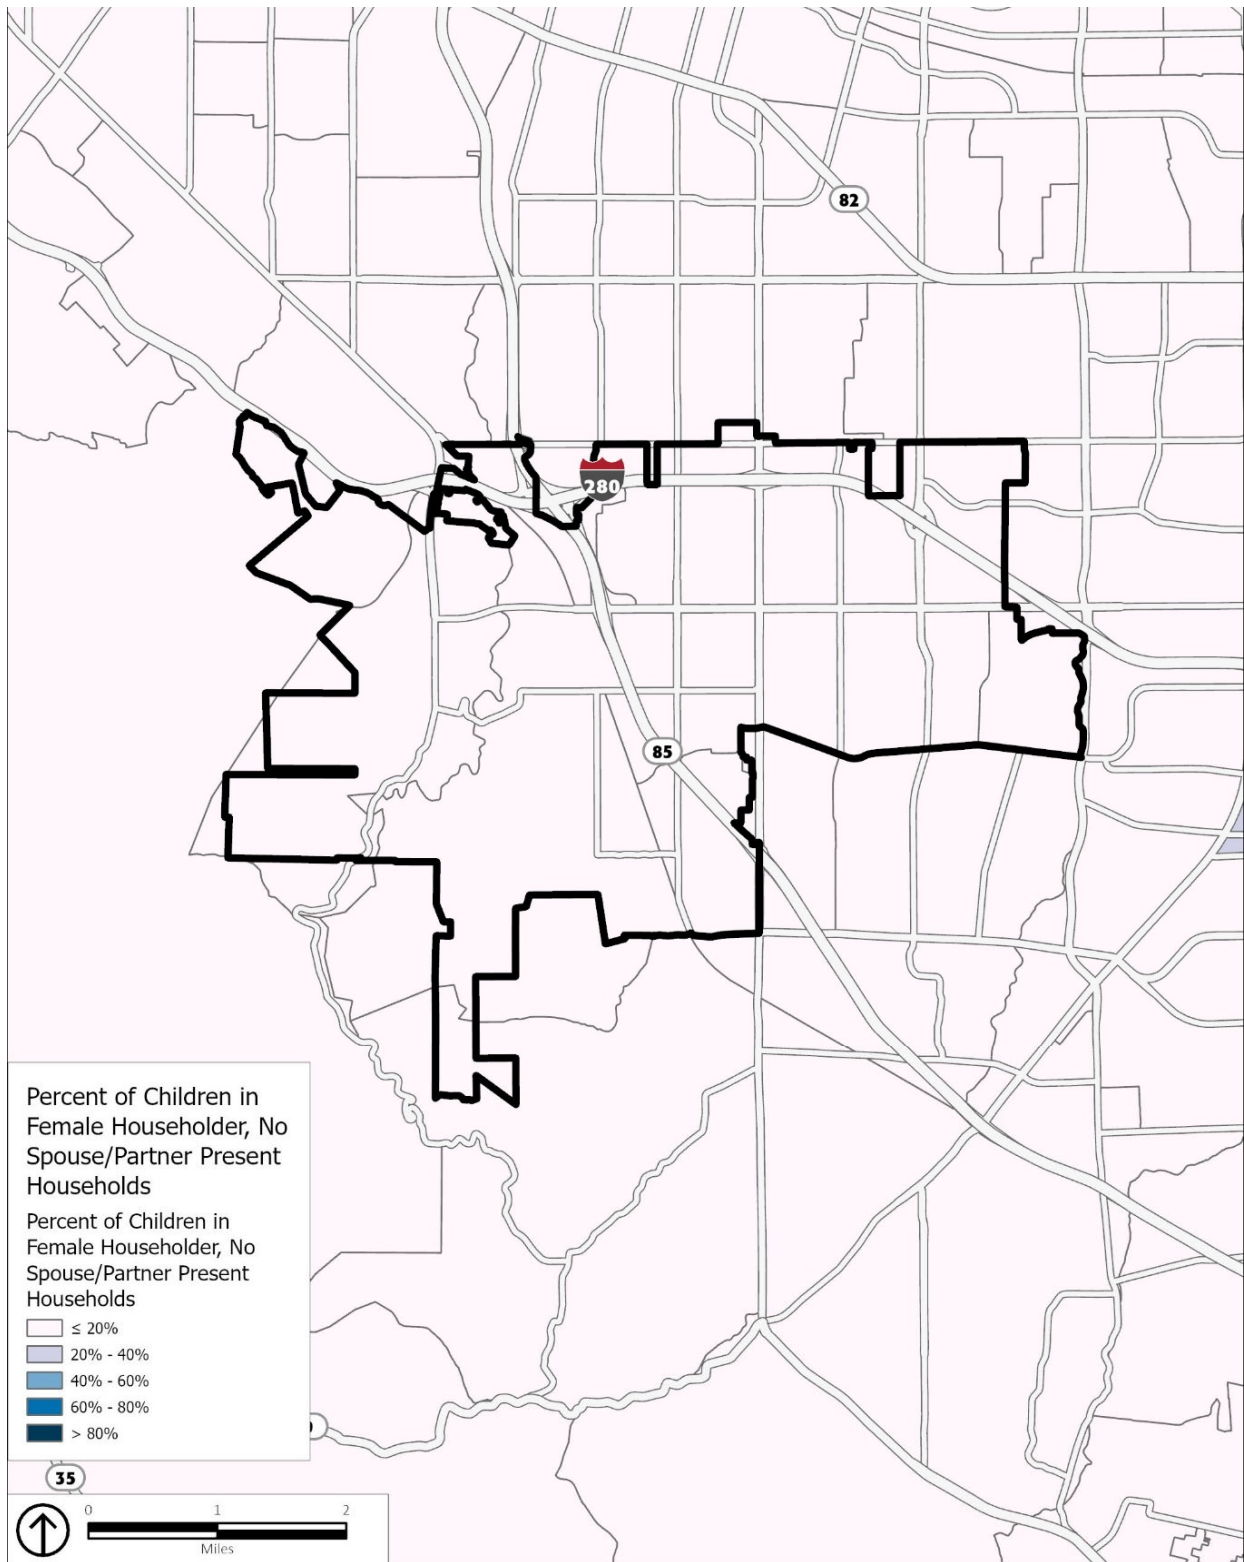 82
280
85
Percent of Children in
Female Householder, No
Spouse/Partner Present
Households
Percent of Children in
Female Householder, No
Spouse/Partner Present
Households
≤ 20%
20% - 40%
40% - 60%
60% - 80%
> 80%
35
0 1 2
Miles